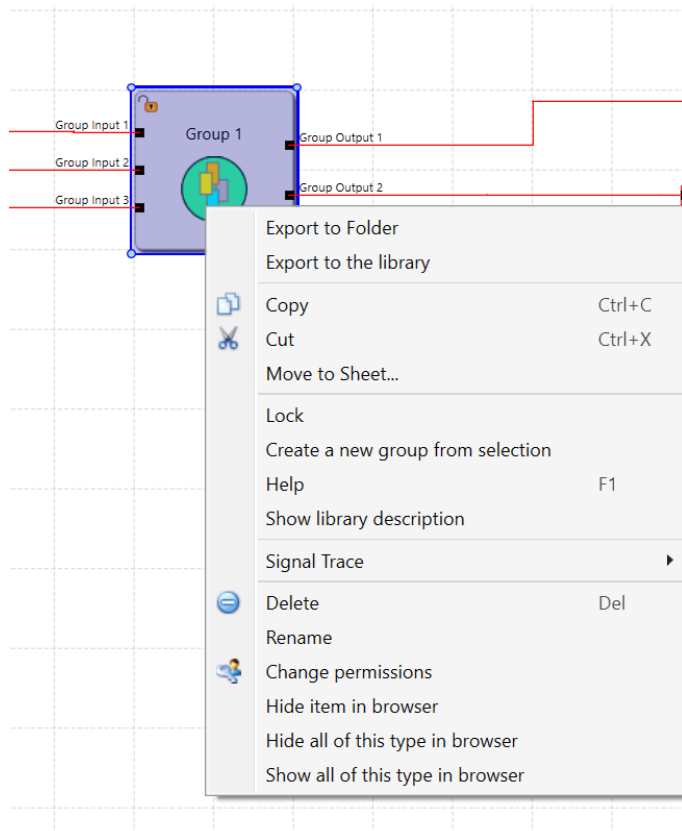 Group Input 1
Group 1
Group Output 1
Group Input 2
Group Output 2
Group Input 3
Export to Folder
Export to the library
Copy Ctrl+C
Cut Ctrl+X
Move to Sheet...
Lock
Create a new group from selection
Help F1
Show library description
Signal Trace
Delete Del
Rename
Change permissions
Hide item in browser
Hide all of this type in browser
Show all of this type in browser